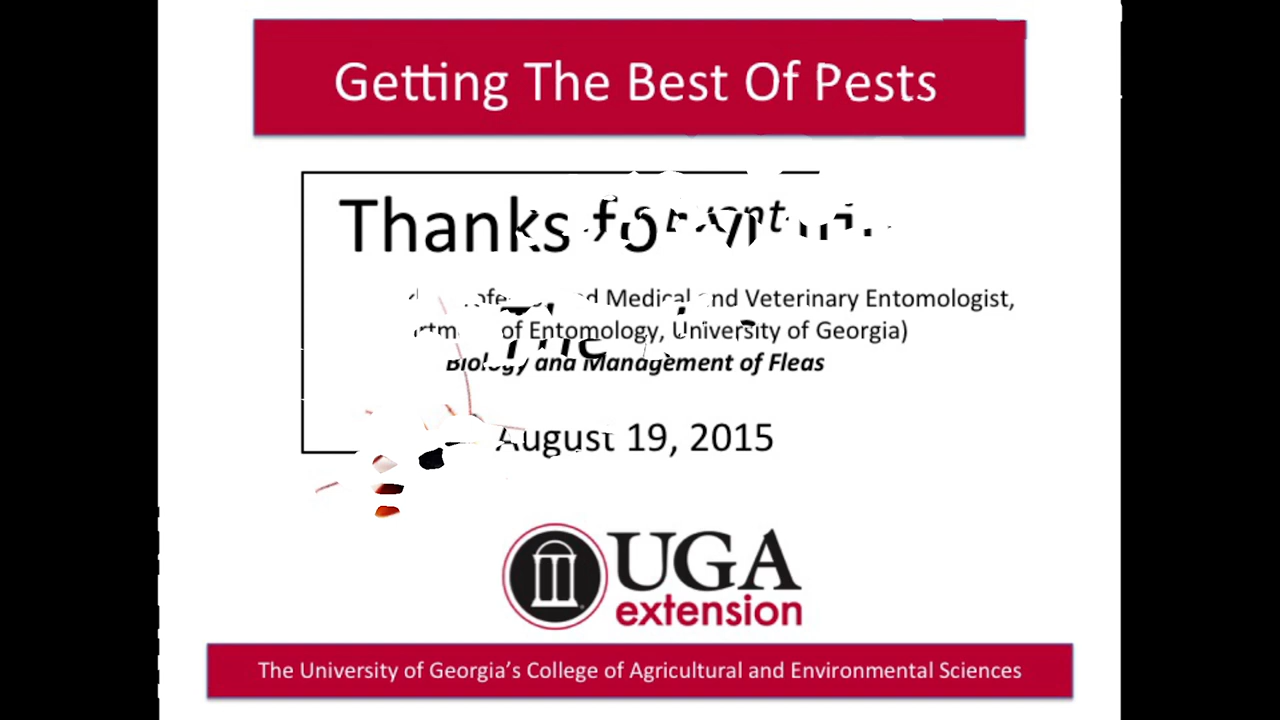 Getting The Best Of Pests
Thanks
Medical and Veterinary Entomologist,
of Entomology, University of Georgia)
Biology and Management of Fleas
August 19, 2015
UGA
extension
The University of Georgia's College of Agricultural and Environmental Sciences